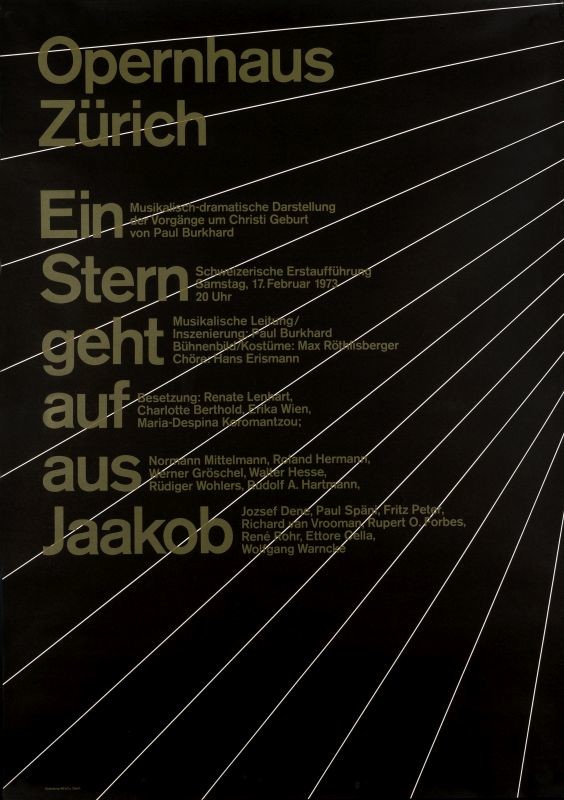 Opernhaus
Zürich
Ein
Musikalisch-dramatische Darstellung
der Vorgänge um Christi Geburt
von Paul Burkhard
Stern
Schweizerische Erstaufführung
Samstag, 17. Februar 1973
20 Uhr
geht
Musikalische Leitung/
Inszenierung: Paul Burkhard
Bühnenbild/Kostüme: Max Röthlisberger
Chöre: Hans Erismann
auf
Besetzung: Renate Lenhart,
Charlotte Berthold, Erika Wien,
Maria-Despina Koromantzou;
aus
Normann Mittelmann, Roland Hermann,
Werner Gröschel, Walter Hesse,
Rüdiger Wohlers, Rudolf A. Hartmann,
Jaakob
Jozsef Dene, Paul Späni, Fritz Peter,
Richard van Vrooman, Rupert O. Forbes,
René Rohr, Ettore Cella,
Wolfgang Warncke